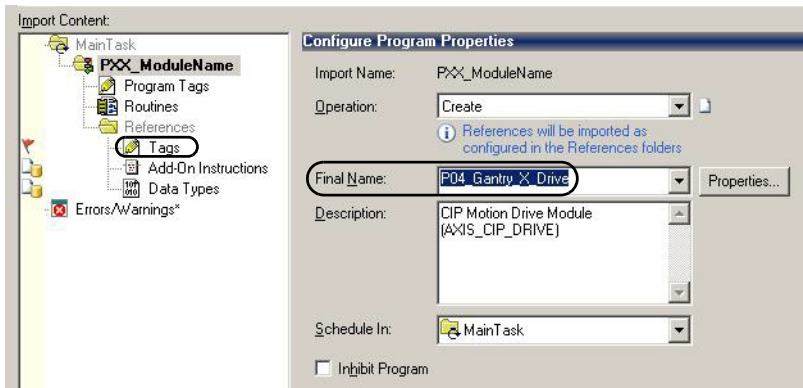 Import Content:
MainTask
PXX_ModuleName
Program Tags
Routines
References
Tags
Add-On Instructions
Data Types
Errors/Warnings*
Configure Program Properties
Import Name: PXX_ModuleName
Operation: Create
References will be imported as
configured in the References folders
Final Name: P04_Gantry_X_Drive Properties...
Description: CIP Motion Drive Module
(AXIS_CIP_DRIVE)
Schedule In: MainTask
Inhibit Program